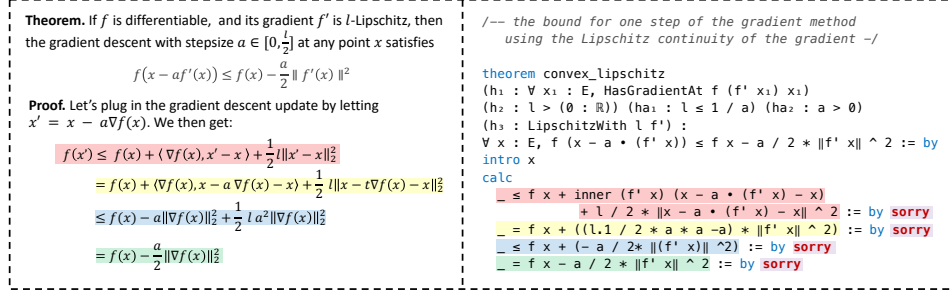 Theorem. If f is differentiable, and its gradient f' is l-Lipschitz, then
the gradient descent with stepsize a ∈ [0, l/2] at any point x satisfies
f(x − af'(x)) ≤ f(x) − a/2 ‖ f'(x) ‖²
Proof. Let's plug in the gradient descent update by letting
x' = x − a∇f(x). We then get:
f(x') ≤ f(x) + ⟨ ∇f(x), x' − x ⟩ + 1/2 l‖x' − x‖₂²
= f(x) + ⟨∇f(x), x − a ∇f(x) − x⟩ + 1/2 l‖x − t∇f(x) − x‖₂²
≤ f(x) − a‖∇f(x)‖₂² + 1/2 l a²‖∇f(x)‖₂²
= f(x) − a/2 ‖∇f(x)‖₂²
/-- the bound for one step of the gradient method
using the Lipschitz continuity of the gradient -/
theorem convex_lipschitz
(h₁ : ∀ x₁ : E, HasGradientAt f (f' x₁) x₁)
(h₂ : l > (0 : ℝ)) (ha₁ : l ≤ 1 / a) (ha₂ : a > 0)
(h₃ : LipschitzWith l f') :
∀ x : E, f (x - a • (f' x)) ≤ f x - a / 2 * ‖f' x‖ ^ 2 := by
intro x
calc
_ ≤ f x + inner (f' x) (x - a • (f' x) - x)
+ l / 2 * ‖x - a • (f' x) - x‖ ^ 2 := by sorry
_ = f x + ((l.1 / 2 * a * a -a) * ‖f' x‖ ^ 2) := by sorry
_ ≤ f x + (- a / 2* ‖(f' x)‖ ^2) := by sorry
_ = f x - a / 2 * ‖f' x‖ ^ 2 := by sorry